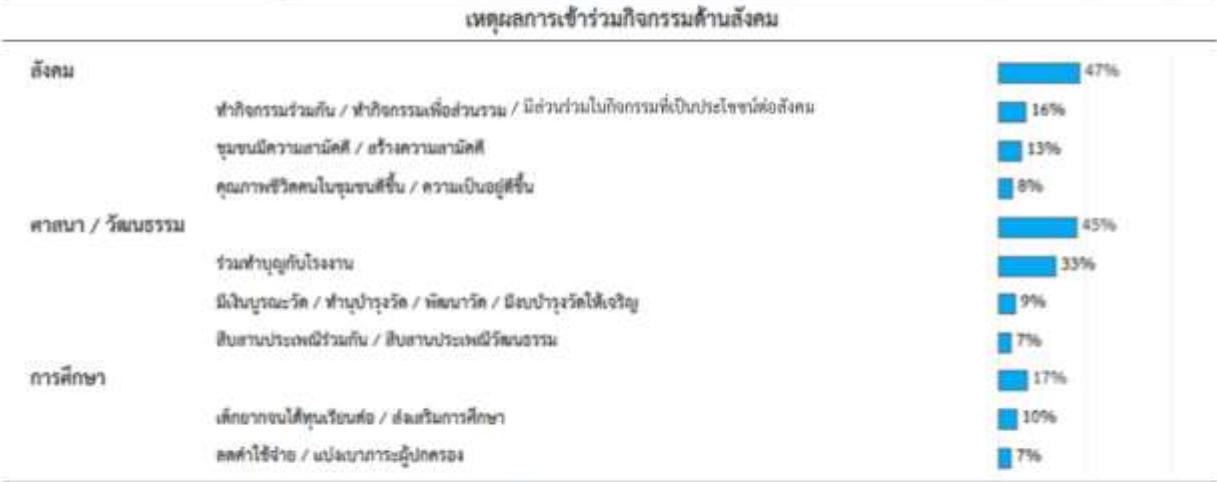 เหตุผลการเข้าร่วมกิจกรรมด้านสังคม
สังคม 47%
ทำกิจกรรมร่วมกัน / ทำกิจกรรมเพื่อส่วนรวม / มีส่วนร่วมในกิจกรรมที่เป็นประโยชน์ต่อสังคม 16%
ชุมชนมีความสามัคคี / สร้างความสามัคคี 13%
คุณภาพชีวิตคนในชุมชนดีขึ้น / ความเป็นอยู่ดีขึ้น 8%
ศาสนา / วัฒนธรรม 45%
ร่วมทำบุญกับโรงงาน 33%
มีเงินบูรณะวัด / ทำนุบำรุงวัด / พัฒนาวัด / มีงบบำรุงวัดให้เจริญ 9%
สืบสานประเพณีร่วมกัน / สืบสานประเพณีวัฒนธรรม 7%
การศึกษา 17%
เด็กยากจนได้ทุนเรียนต่อ / ส่งเสริมการศึกษา 10%
ลดค่าใช้จ่าย / แบ่งเบาภาระผู้ปกครอง 7%